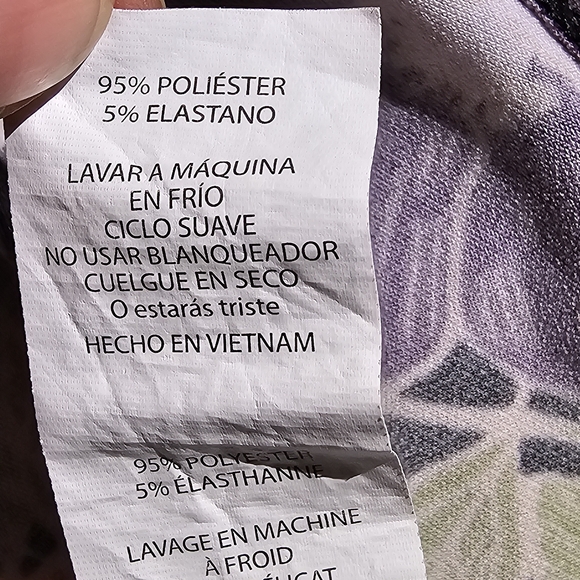 95% POLIÉSTER
5% ELASTANO
LAVAR A MÁQUINA
EN FRÍO
CICLO SUAVE
NO USAR BLANQUEADOR
CUELGUE EN SECO
O estarás triste
HECHO EN VIETNAM
95% POLYESTER
5% ÉLASTHANNE
LAVAGE EN MACHINE
À FROID